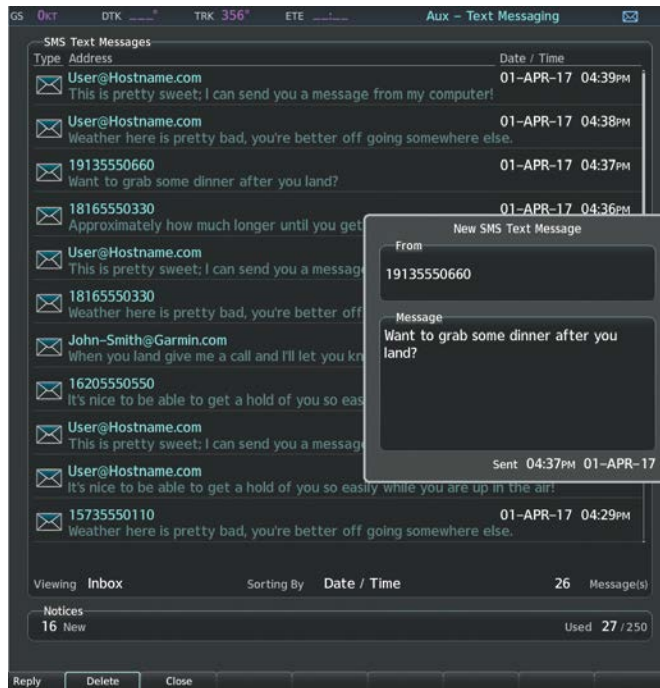 GS 0KT DTK ___° TRK 356° ETE __:__ Aux – Text Messaging
SMS Text Messages
Type Address Date / Time
User@Hostname.com 01–APR–17 04:39PM
This is pretty sweet; I can send you a message from my computer!
User@Hostname.com 01–APR–17 04:38PM
Weather here is pretty bad, you're better off going somewhere else.
19135550660 01–APR–17 04:37PM
Want to grab some dinner after you land?
18165550330 01–APR–17 04:36PM
Approximately how much longer until you get
User@Hostname.com
This is pretty sweet; I can send you a messag
18165550330
Weather here is pretty bad, you're better off
John–Smith@Garmin.com
When you land give me a call and I'll let you kn
16205550550
It's nice to be able to get a hold of you so eas
User@Hostname.com
This is pretty sweet; I can send you a messag
User@Hostname.com
It's nice to be able to get a hold of you so easily while you are up in the air!
15735550110 01–APR–17 04:29PM
Weather here is pretty bad, you're better off going somewhere else.
New SMS Text Message
From
19135550660
Message
Want to grab some dinner after you
land?
Sent 04:37PM 01–APR–17
Viewing Inbox Sorting By Date / Time 26 Message(s)
Notices
16 New Used 27 / 250
Reply Delete Close